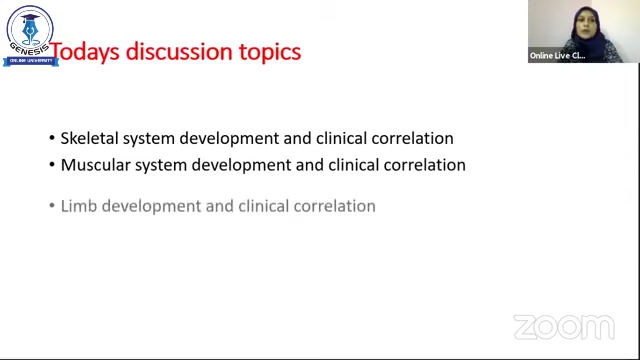 GENESIS
ONLINE UNIVERSITY
Todays discussion topics
Online Live Cl...
• Skeletal system development and clinical correlation
• Muscular system development and clinical correlation
• Limb development and clinical correlation
zoom